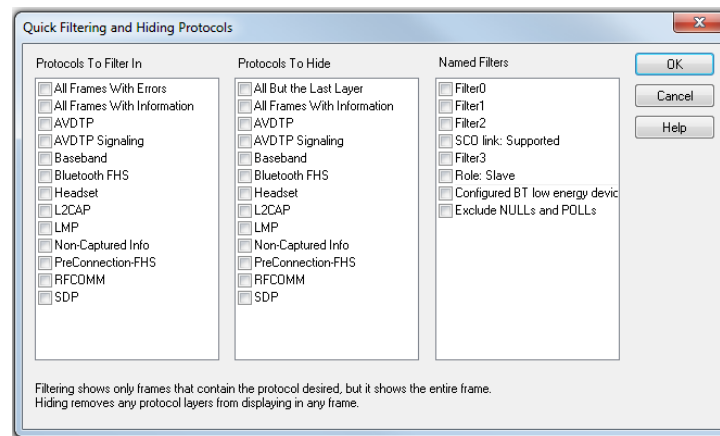 Quick Filtering and Hiding Protocols
Protocols To Filter In
All Frames With Errors
All Frames With Information
AVDTP
AVDTP Signaling
Baseband
Bluetooth FHS
Headset
L2CAP
LMP
Non-Captured Info
PreConnection-FHS
RFCOMM
SDP
Protocols To Hide
All But the Last Layer
All Frames With Information
AVDTP
AVDTP Signaling
Baseband
Bluetooth FHS
Headset
L2CAP
LMP
Non-Captured Info
PreConnection-FHS
RFCOMM
SDP
Named Filters
Filter0
Filter1
Filter2
SCO link: Supported
Filter3
Role: Slave
Configured BT low energy devic
Exclude NULLs and POLLs
OK
Cancel
Help
Filtering shows only frames that contain the protocol desired, but it shows the entire frame.
Hiding removes any protocol layers from displaying in any frame.